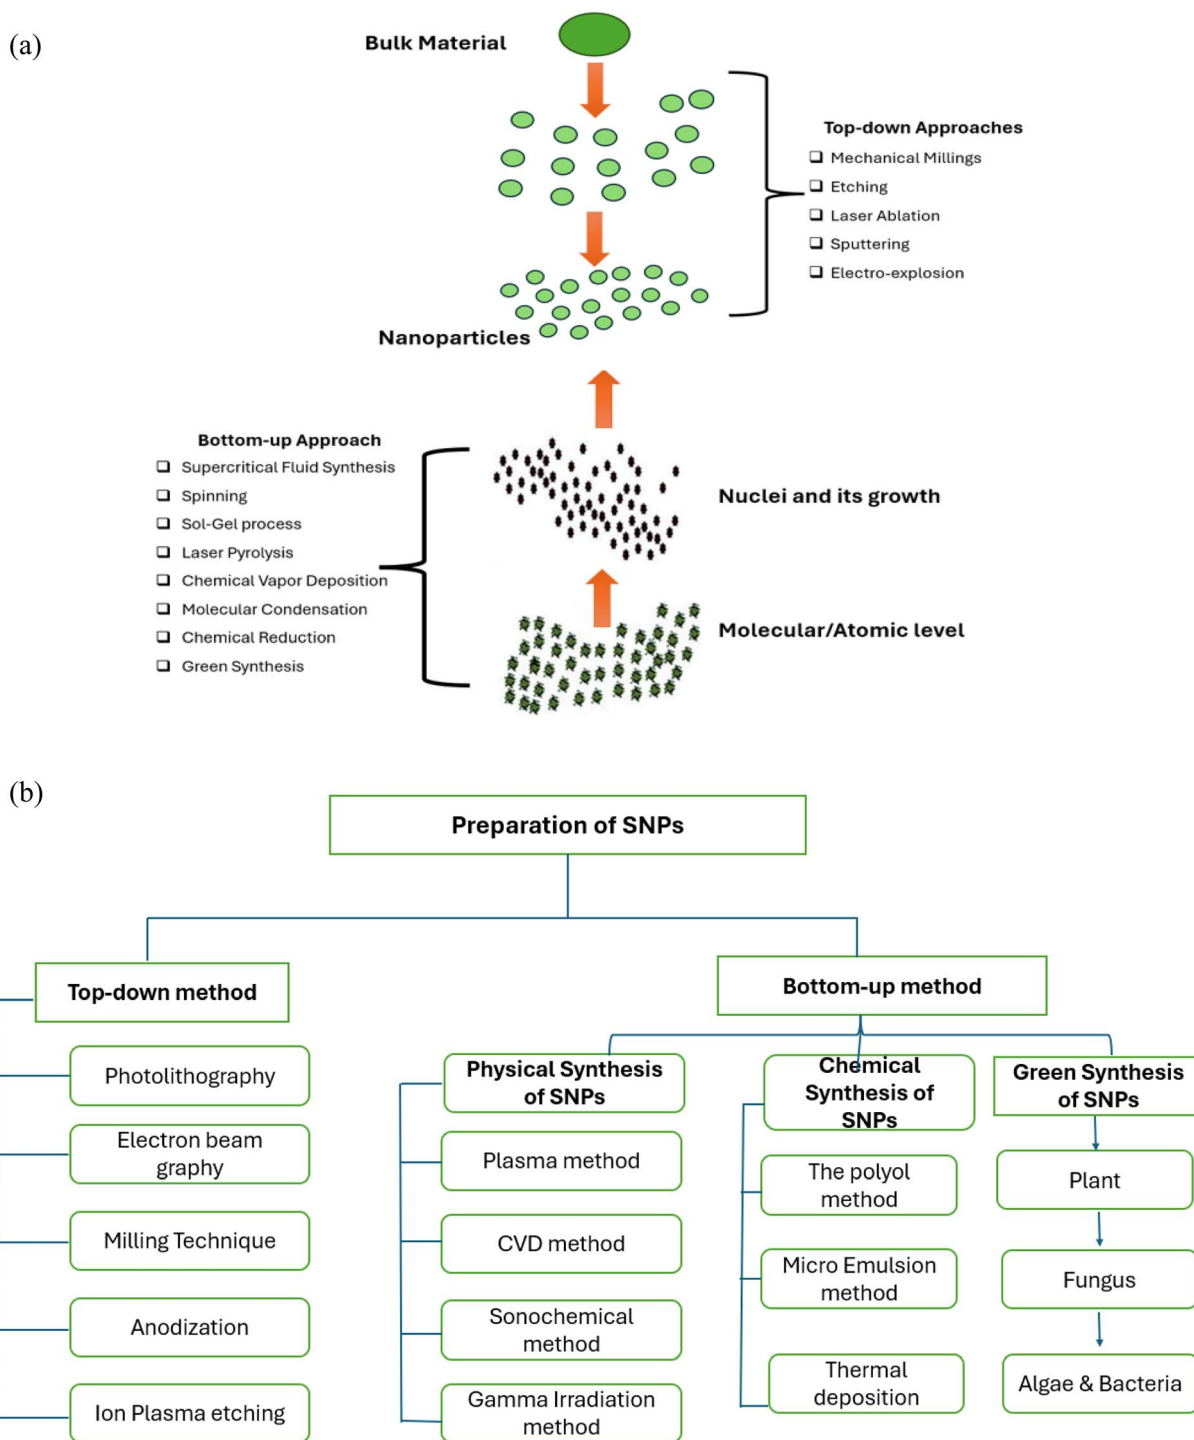 (a)
Bulk Material
Top-down Approaches
Mechanical Millings
Etching
Laser Ablation
Sputtering
Electro-explosion
Nanoparticles
Bottom-up Approach
Supercritical Fluid Synthesis
Spinning
Sol-Gel process
Laser Pyrolysis
Chemical Vapor Deposition
Molecular Condensation
Chemical Reduction
Green Synthesis
Nuclei and its growth
Molecular/Atomic level
(b)
Preparation of SNPs
Top-down method
Photolithography
Electron beam
graphy
Milling Technique
Anodization
Ion Plasma etching
Bottom-up method
Physical Synthesis
of SNPs
Plasma method
CVD method
Sonochemical
method
Gamma Irradiation
method
Chemical
Synthesis of
SNPs
The polyol
method
Micro Emulsion
method
Thermal
deposition
Green Synthesis
of SNPs
Plant
Fungus
Algae & Bacteria